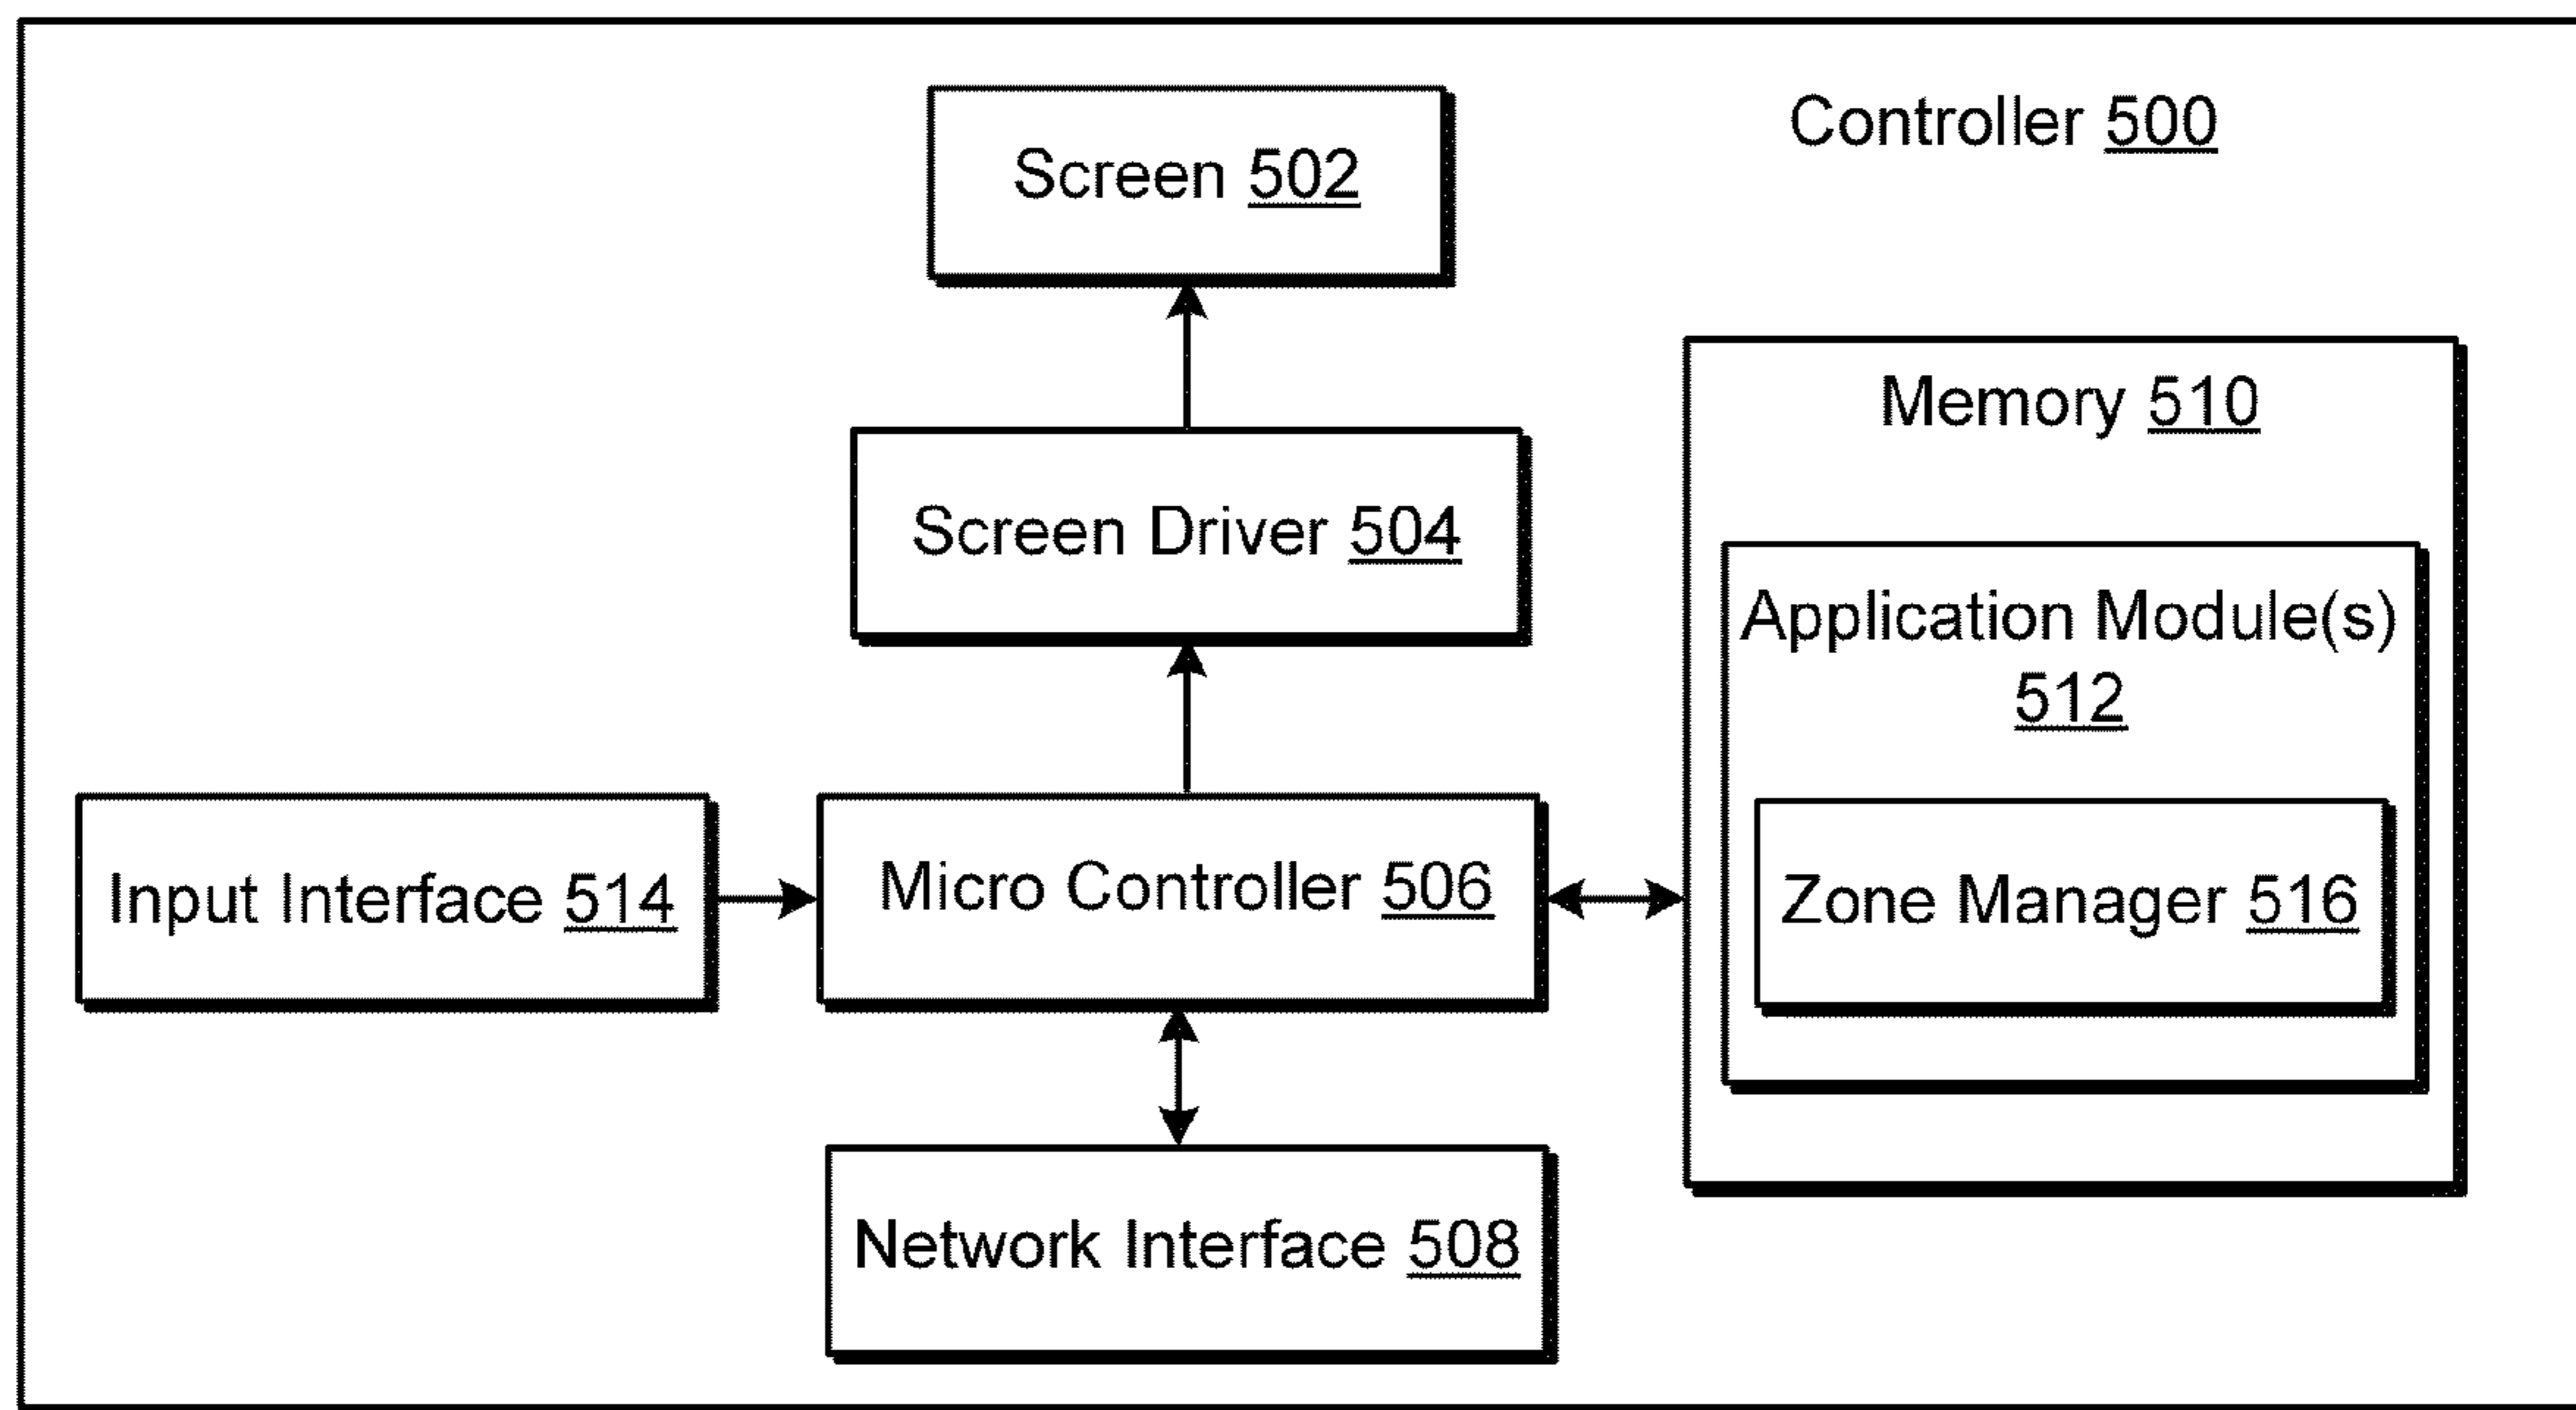 Controller 500
Screen 502
Memory 510
Screen Driver 504
Application Module(s)
512
Input Interface 514
Micro Controller 506
Zone Manager 516
Network Interface 508